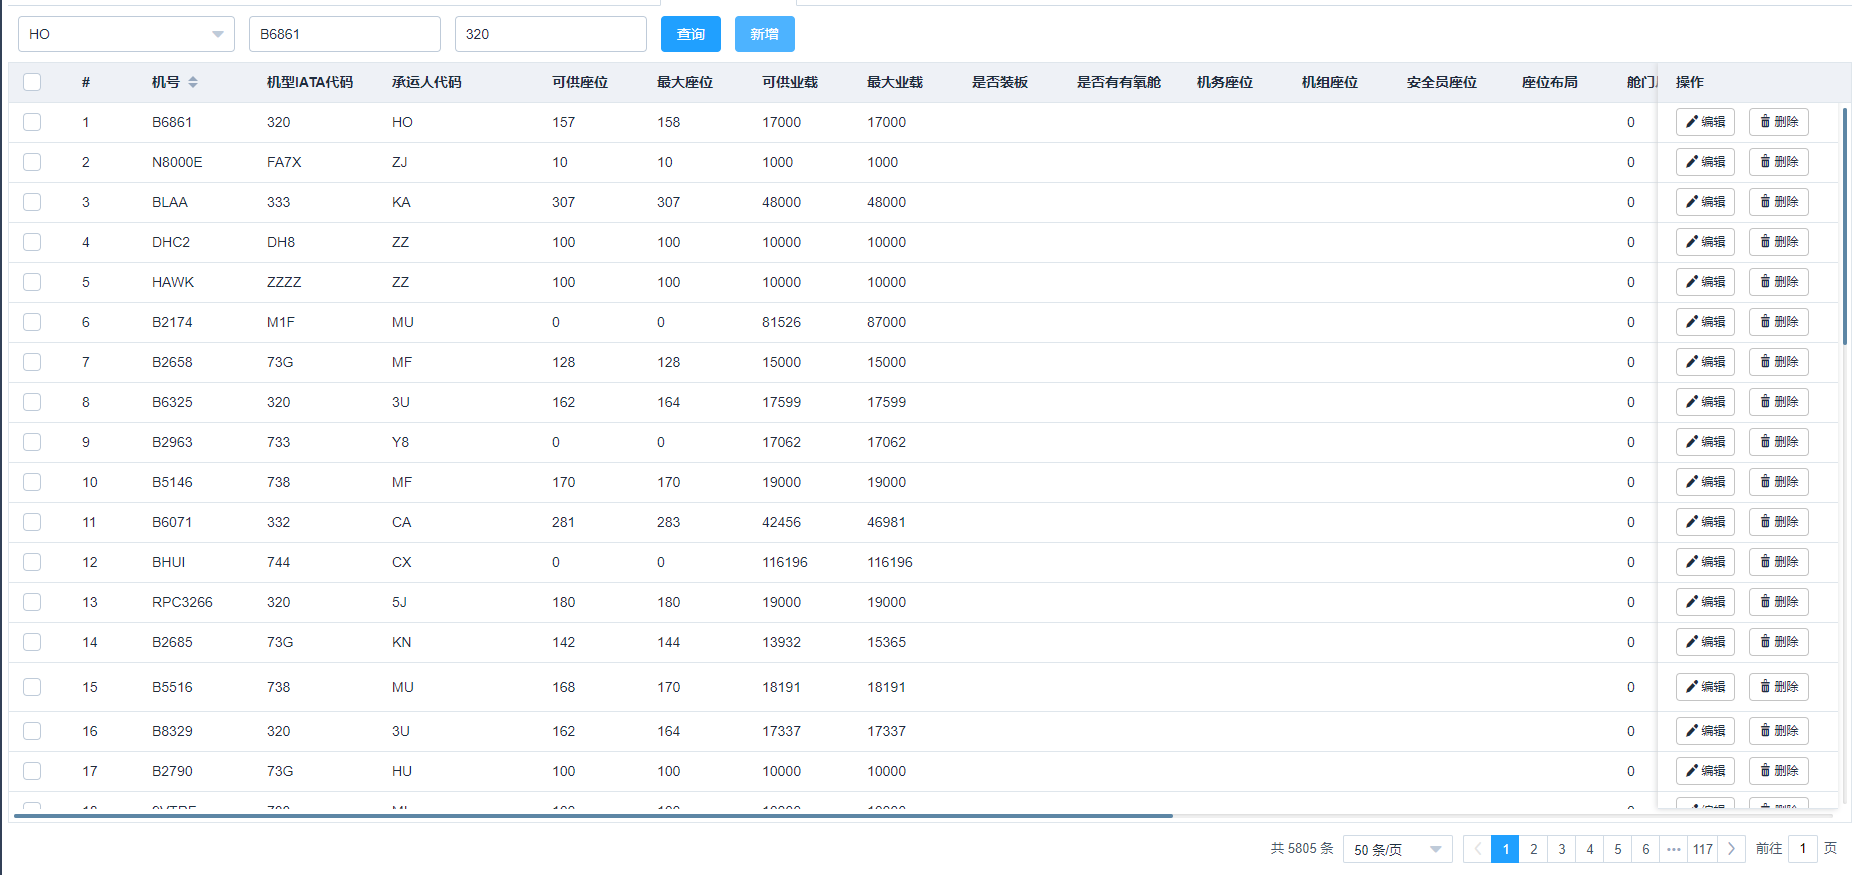 HO B6861 320 查询 新增
# 机号 机型IATA代码 承运人代码 可供座位 最大座位 可供业载 最大业载 是否装板 是否有有氧舱 机务座位 机组座位 安全员座位 座位布局 舱门 操作
1 B6861 320 HO 157 158 17000 17000 0 编辑 删除
2 N8000E FA7X ZJ 10 10 1000 1000 0 编辑 删除
3 BLAA 333 KA 307 307 48000 48000 0 编辑 删除
4 DHC2 DH8 ZZ 100 100 10000 10000 0 编辑 删除
5 HAWK ZZZZ ZZ 100 100 10000 10000 0 编辑 删除
6 B2174 M1F MU 0 0 81526 87000 0 编辑 删除
7 B2658 73G MF 128 128 15000 15000 0 编辑 删除
8 B6325 320 3U 162 164 17599 17599 0 编辑 删除
9 B2963 733 Y8 0 0 17062 17062 0 编辑 删除
10 B5146 738 MF 170 170 19000 19000 0 编辑 删除
11 B6071 332 CA 281 283 42456 46981 0 编辑 删除
12 BHUI 744 CX 0 0 116196 116196 0 编辑 删除
13 RPC3266 320 5J 180 180 19000 19000 0 编辑 删除
14 B2685 73G KN 142 144 13932 15365 0 编辑 删除
15 B5516 738 MU 168 170 18191 18191 0 编辑 删除
16 B8329 320 3U 162 164 17337 17337 0 编辑 删除
17 B2790 73G HU 100 100 10000 10000 0 编辑 删除
共 5805 条 50 条/页 1 2 3 4 5 6 ··· 117 前往 1 页